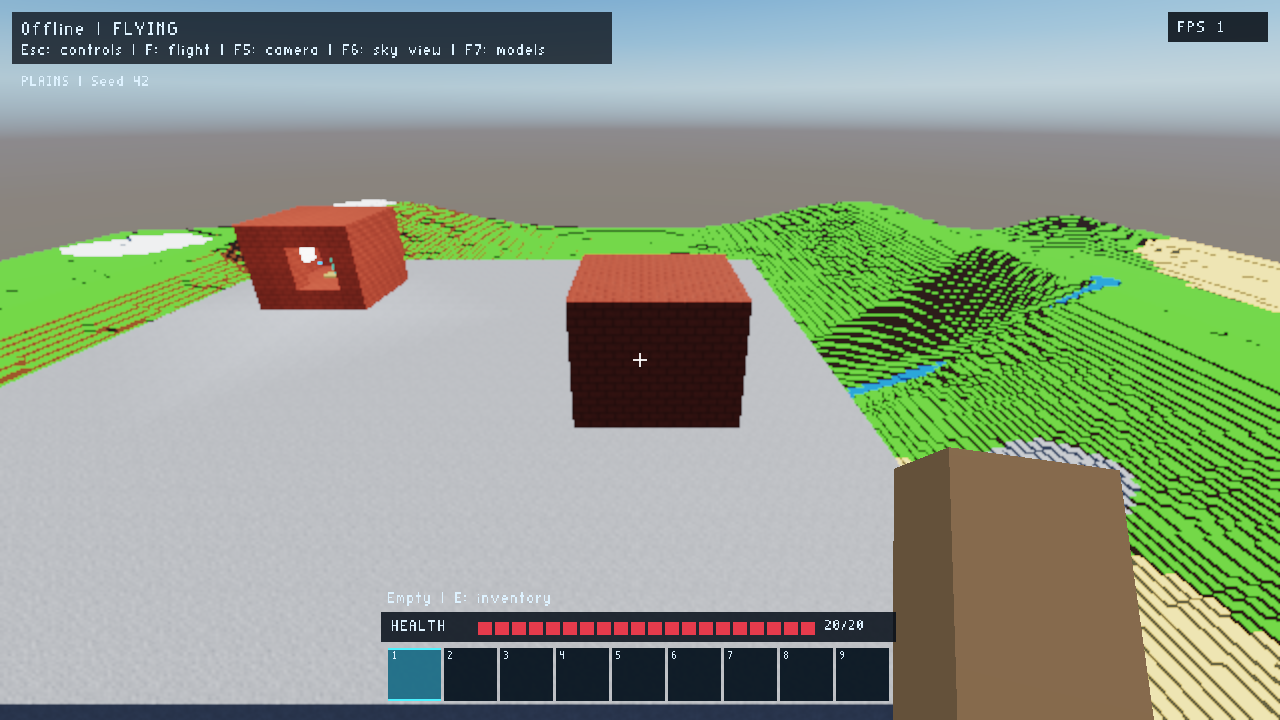 Offline | FLYING
FPS 1
Esc: controls | F: flight | F5: camera | F6: sky view | F7: models
PLAINS | Seed 42
Empty | E: inventory
HEALTH 20/20
1 2 3 4 5 6 7 8 9